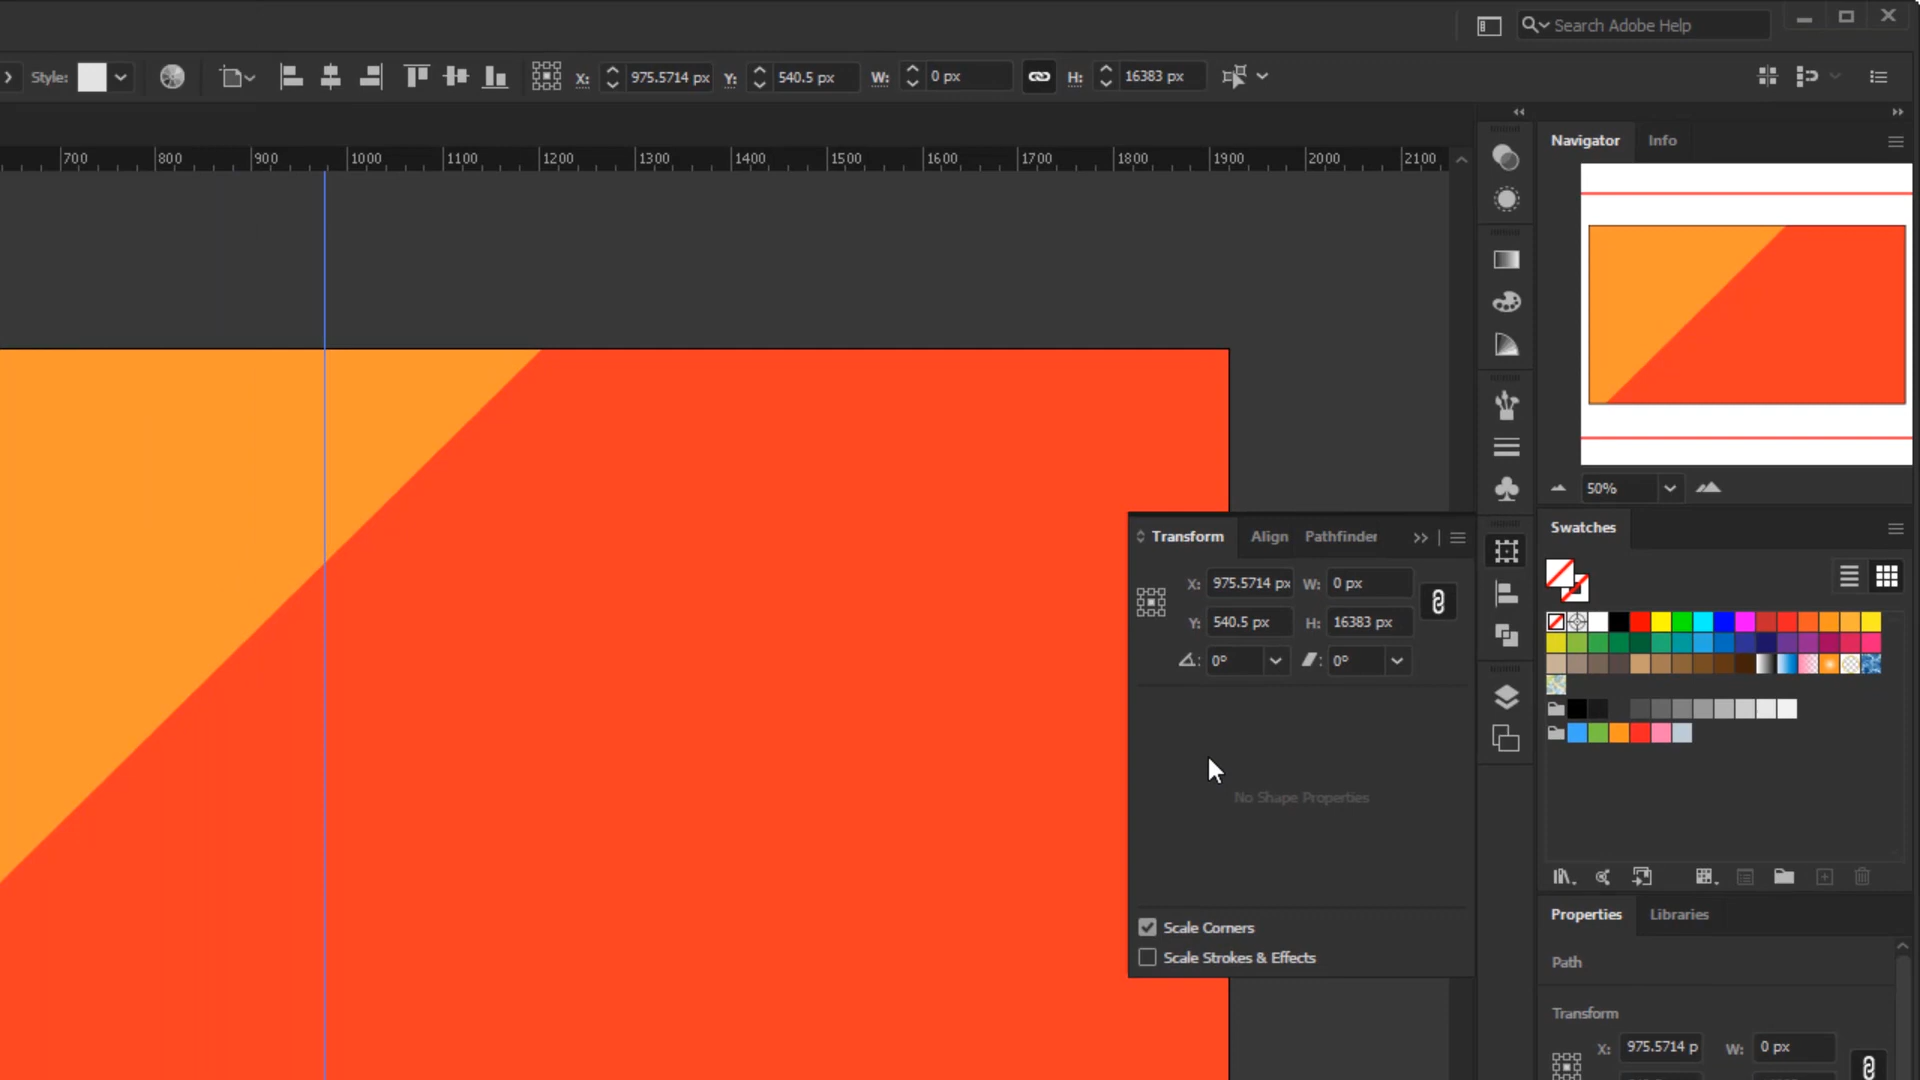 Search Adobe Help
Style:
X: 975.5714 px Y: 540.5 px W: 0 px H: 16383 px
700 800 900 1000 1100 1200 1300 1400 1500 1600 1700 1800 1900 2000 2100
Navigator Info
50%
Swatches
Transform Align Pathfinder
X: 975.5714 px W: 0 px
Y: 540.5 px H: 16383 px
0° 0°
No Shape Properties
Scale Corners
Scale Strokes & Effects
Properties Libraries
Path
Transform
X: 975.5714 p W: 0 px